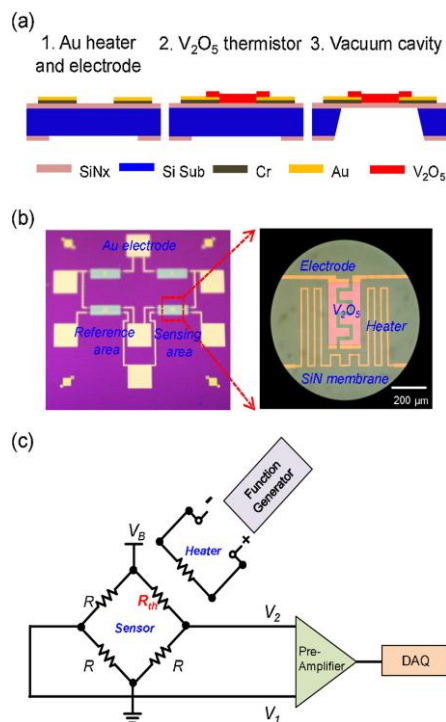 (a)
1. Au heater and electrode
2. V2O5 thermistor
3. Vacuum cavity
SiNx
Si Sub
Cr
Au
V2O5
(b)
Au electrode
Reference area
Sensing area
Electrode
V2O5
Heater
SiN membrane
200 μm
(c)
Function Generator
-
+
Heater
VB
R
Rth
Sensor
R
R
V2
V1
Pre-Amplifier
DAQ